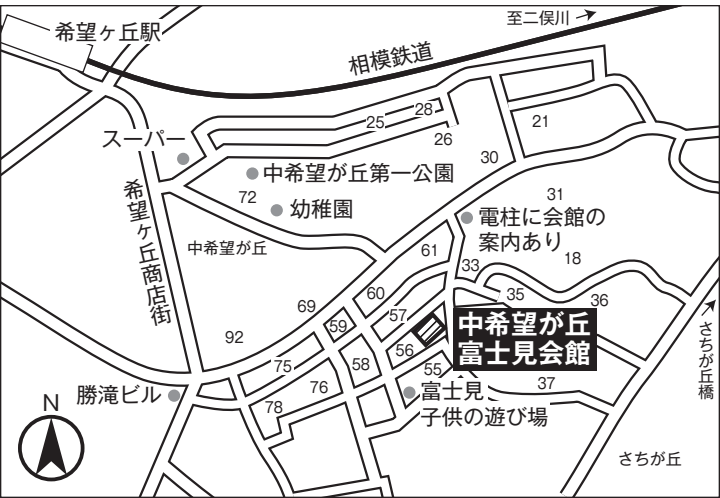 至二俣川
希望ヶ丘駅
相模鉄道
28
25
21
26
スーパー
30
中希望が丘第一公園
72
31
幼稚園
電柱に会館の
案内あり
希望ヶ丘商店街
中希望が丘
61
18
33
60
35
36
69
57
59
中希望が丘
富士見会館
さちが丘橋
92
56
58
55
75
76
37
勝滝ビル
富士見
子供の遊び場
78
N
さちが丘